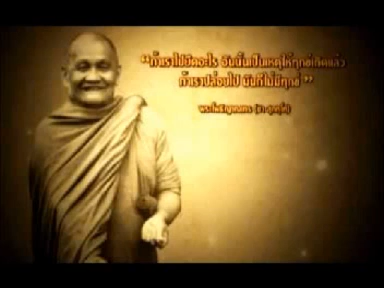 “ถ้าเราไปยึดอะไร อันนั้นเป็นเหตุให้ทุกข์เกิดแล้ว
ถ้าเราปล่อยไป มันก็ไม่มีทุกข์ ”
พระโพธิญาณเถร (ชา สุภทฺโท)